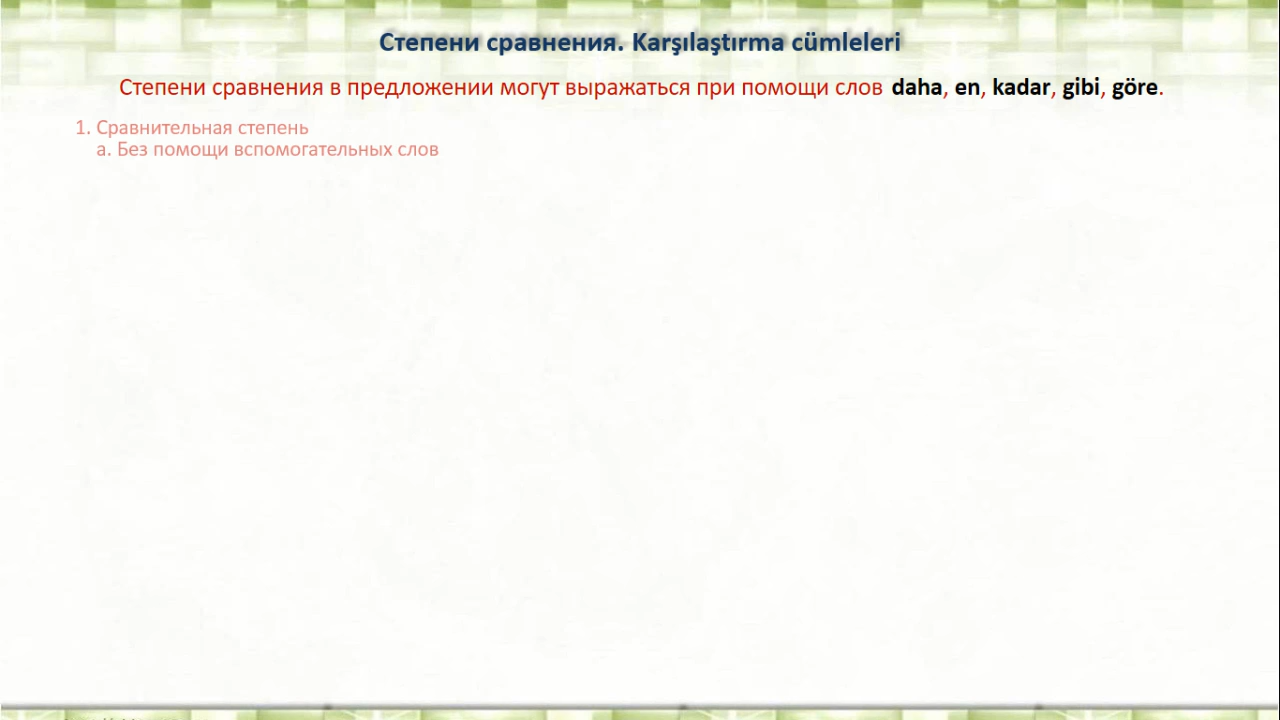 Степени сравнения. Karşılaştırma cümleleri
Степени сравнения в предложении могут выражаться при помощи слов daha, en, kadar, gibi, göre.
1. Сравнительная степень
a. Без помощи вспомогательных слов